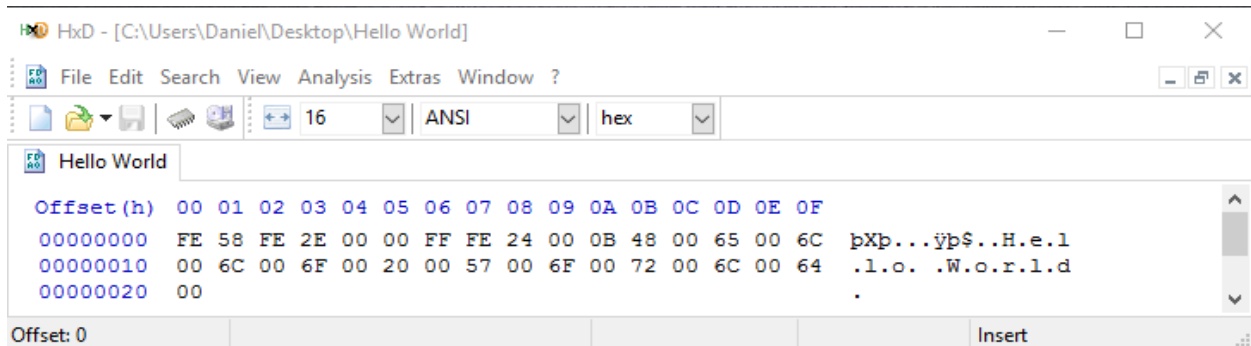 HxD - [C:\Users\Daniel\Desktop\Hello World]
File Edit Search View Analysis Extras Window ?
16 ANSI hex
Hello World
Offset(h) 00 01 02 03 04 05 06 07 08 09 0A 0B 0C 0D 0E 0F
00000000 FE 58 FE 2E 00 00 FF FE 24 00 0B 48 00 65 00 6C þXþ...ÿþ$..H.e.l
00000010 00 6C 00 6F 00 20 00 57 00 6F 00 72 00 6C 00 64 .l.o. .W.o.r.l.d
00000020 00 .
Offset: 0 Insert